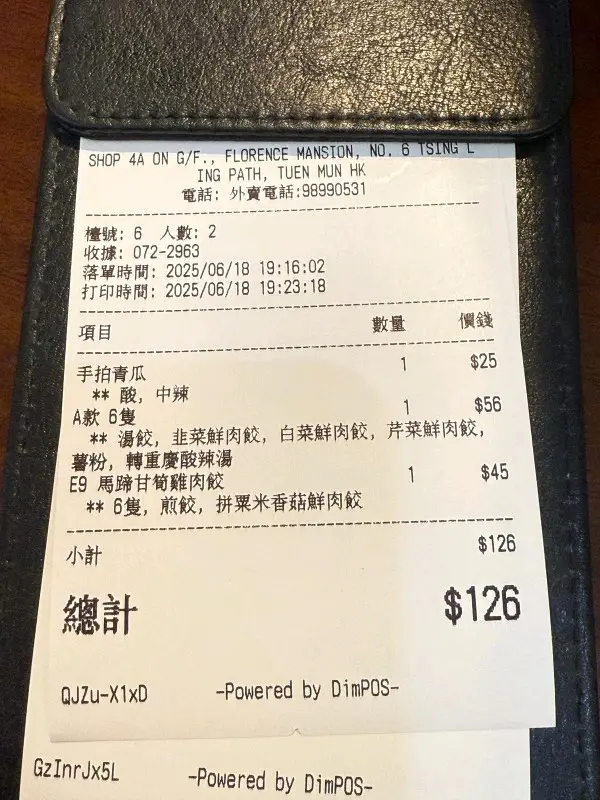 SHOP 4A ON G/F., FLORENCE MANSION, NO. 6 TSING L
ING PATH, TUEN MUN HK
電話: 外賣電話:98990531
檯號: 6 人數: 2
收據: 072-2963
落單時間: 2025/06/18 19:16:02
打印時間: 2025/06/18 19:23:18
項目 數量 價錢
手拍青瓜 1 $25
** 酸, 中辣
A款 6隻 1 $56
** 湯餃, 韭菜鮮肉餃, 白菜鮮肉餃, 芹菜鮮肉餃,
薯粉, 轉重慶酸辣湯
E9 馬蹄甘筍雞肉餃 1 $45
** 6隻, 煎餃, 拼粟米香菇鮮肉餃
小計 $126
總計 $126
QJZu-X1xD -Powered by DimPOS-
GzInrJx5L -Powered by DimPOS-